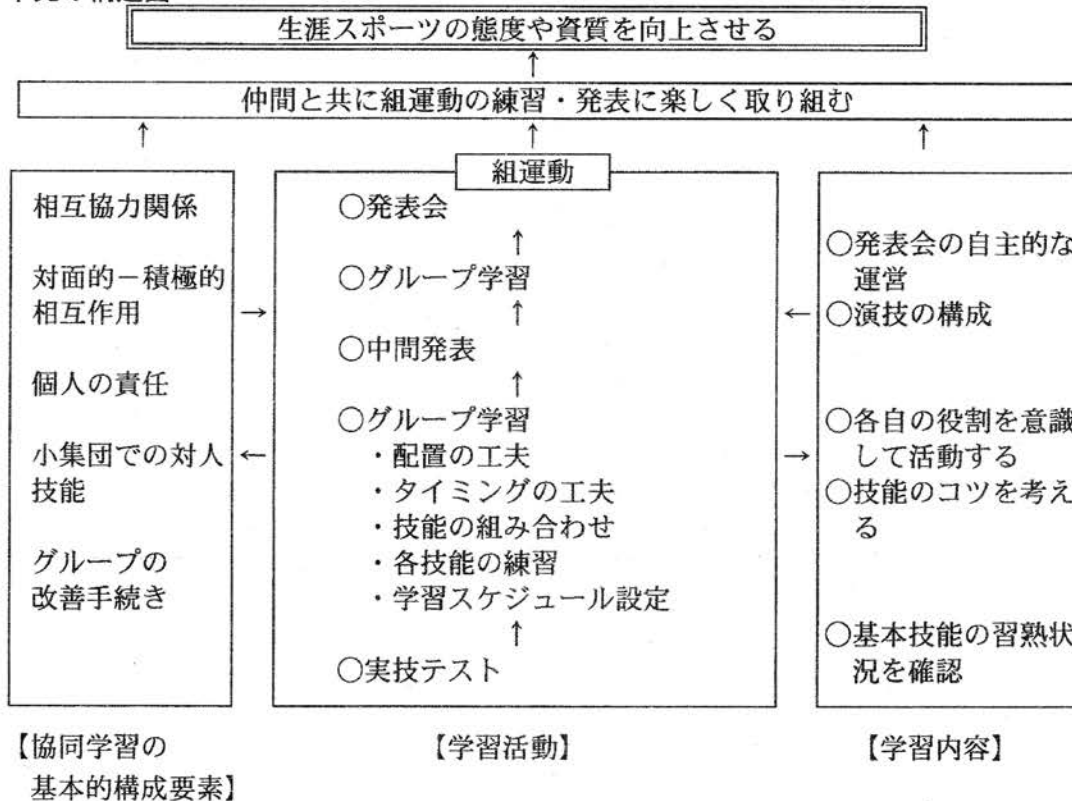 生涯スポーツの態度や資質を向上させる
↑
仲間と共に組運動の練習・発表に楽しく取り組む
↑ ↑ ↑
相互協力関係
対面的－積極的
相互作用
個人の責任
小集団での対人
技能
グループの
改善手続き
→
←
組運動
○発表会
↑
○グループ学習
↑
○中間発表
↑
○グループ学習
・配置の工夫
・タイミングの工夫
・技能の組み合わせ
・各技能の練習
・学習スケジュール設定
↑
○実技テスト
←
→
○発表会の自主的な
運営
○演技の構成
○各自の役割を意識
して活動する
○技能のコツを考え
る
○基本技能の習熟状
況を確認
【協同学習の
基本的構成要素】
【学習活動】
【学習内容】